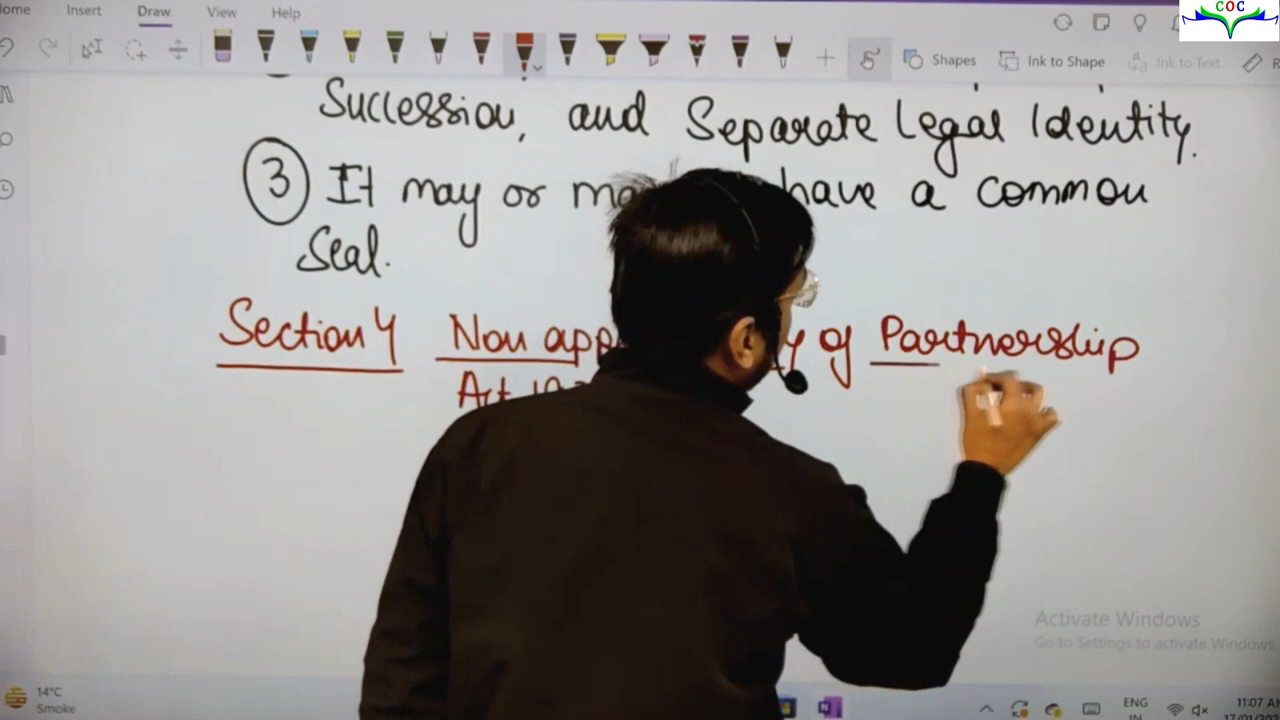 COC
ome Insert Draw View Help
Shapes Ink to Shape Ink to Text
Succession, and Separate Legal Identity.
③ It may or have a common
Seal.
Section 4 Non of Partnership
Act
Activate Windows
Go to Settings to activate Windows.
14°C
Smoke
ENG
IN
11:07 A